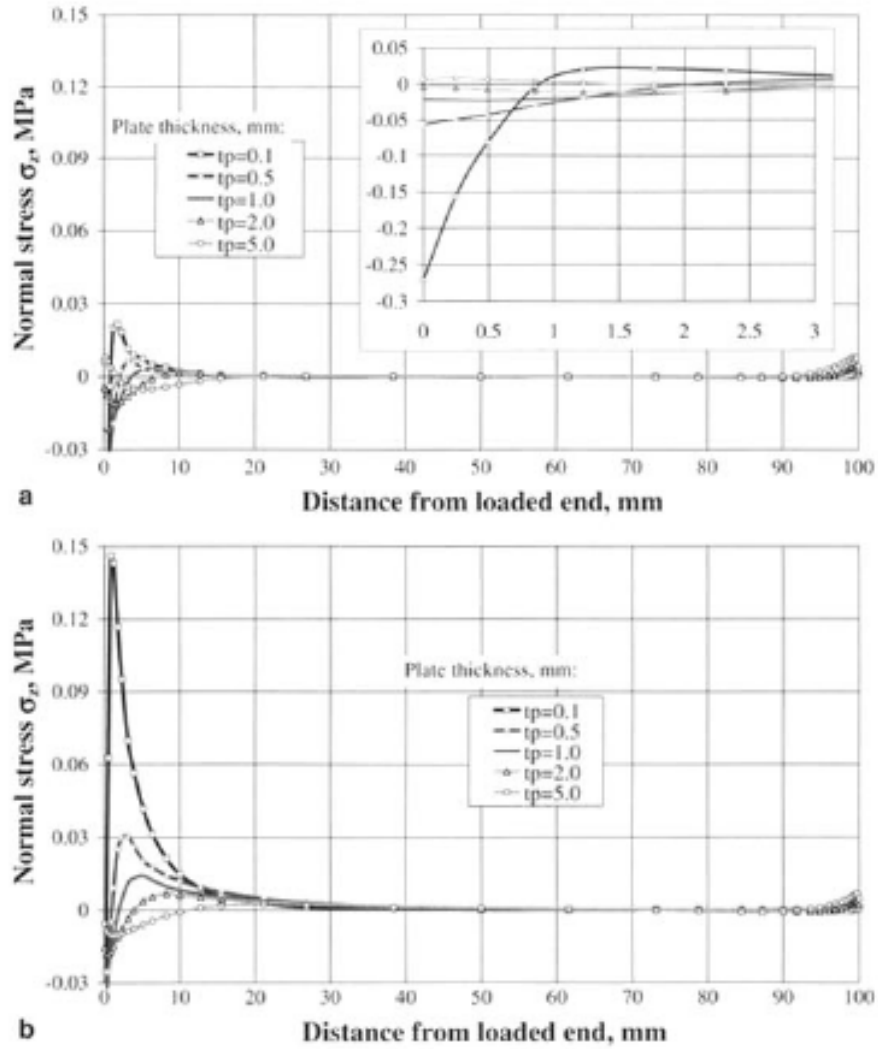 0.15
0.12
0.09
0.06
0.03
0
-0.03
Normal stress σz, MPa
Plate thickness, mm:
tp=0.1
tp=0.5
tp=1.0
tp=2.0
tp=5.0
0.05
0
-0.05
-0.1
-0.15
-0.2
-0.25
-0.3
0 0.5 1 1.5 2 2.5 3
0 10 20 30 40 50 60 70 80 90 100
a Distance from loaded end, mm
0.15
0.12
0.09
0.06
0.03
0
-0.03
Normal stress σz, MPa
Plate thickness, mm:
tp=0.1
tp=0.5
tp=1.0
tp=2.0
tp=5.0
0 10 20 30 40 50 60 70 80 90 100
b Distance from loaded end, mm